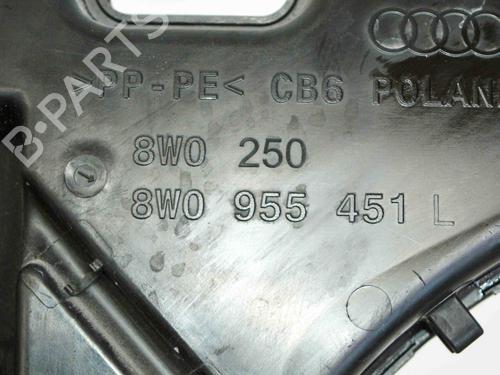 B-PARTS
>PP-PE< CB6 POLAN
8W0 250
8W0 955 451 L